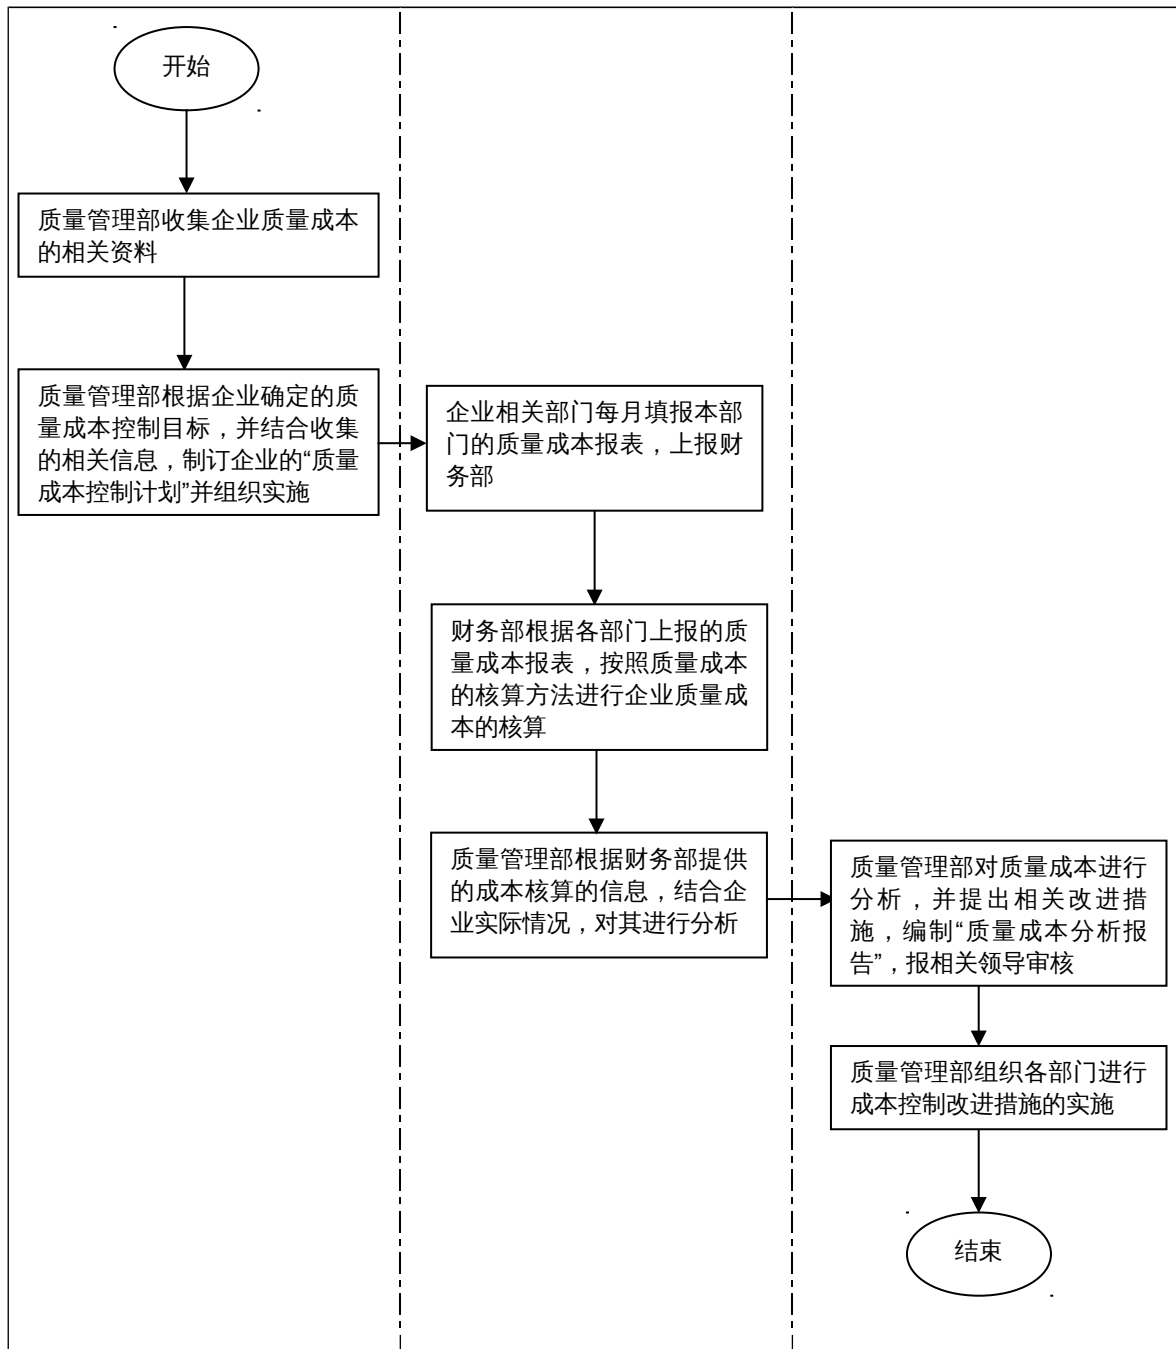 开始
质量管理部收集企业质量成本
的相关资料
质量管理部根据企业确定的质
量成本控制目标，并结合收集
的相关信息，制订企业的“质量
成本控制计划”并组织实施
企业相关部门每月填报本部
门的质量成本报表，上报财
务部
财务部根据各部门上报的质
量成本报表，按照质量成本
的核算方法进行企业质量成
本的核算
质量管理部根据财务部提供
的成本核算的信息，结合企
业实际情况，对其进行分析
质量管理部对质量成本进行
分析，并提出相关改进措
施，编制“质量成本分析报
告”，报相关领导审核
质量管理部组织各部门进行
成本控制改进措施的实施
结束